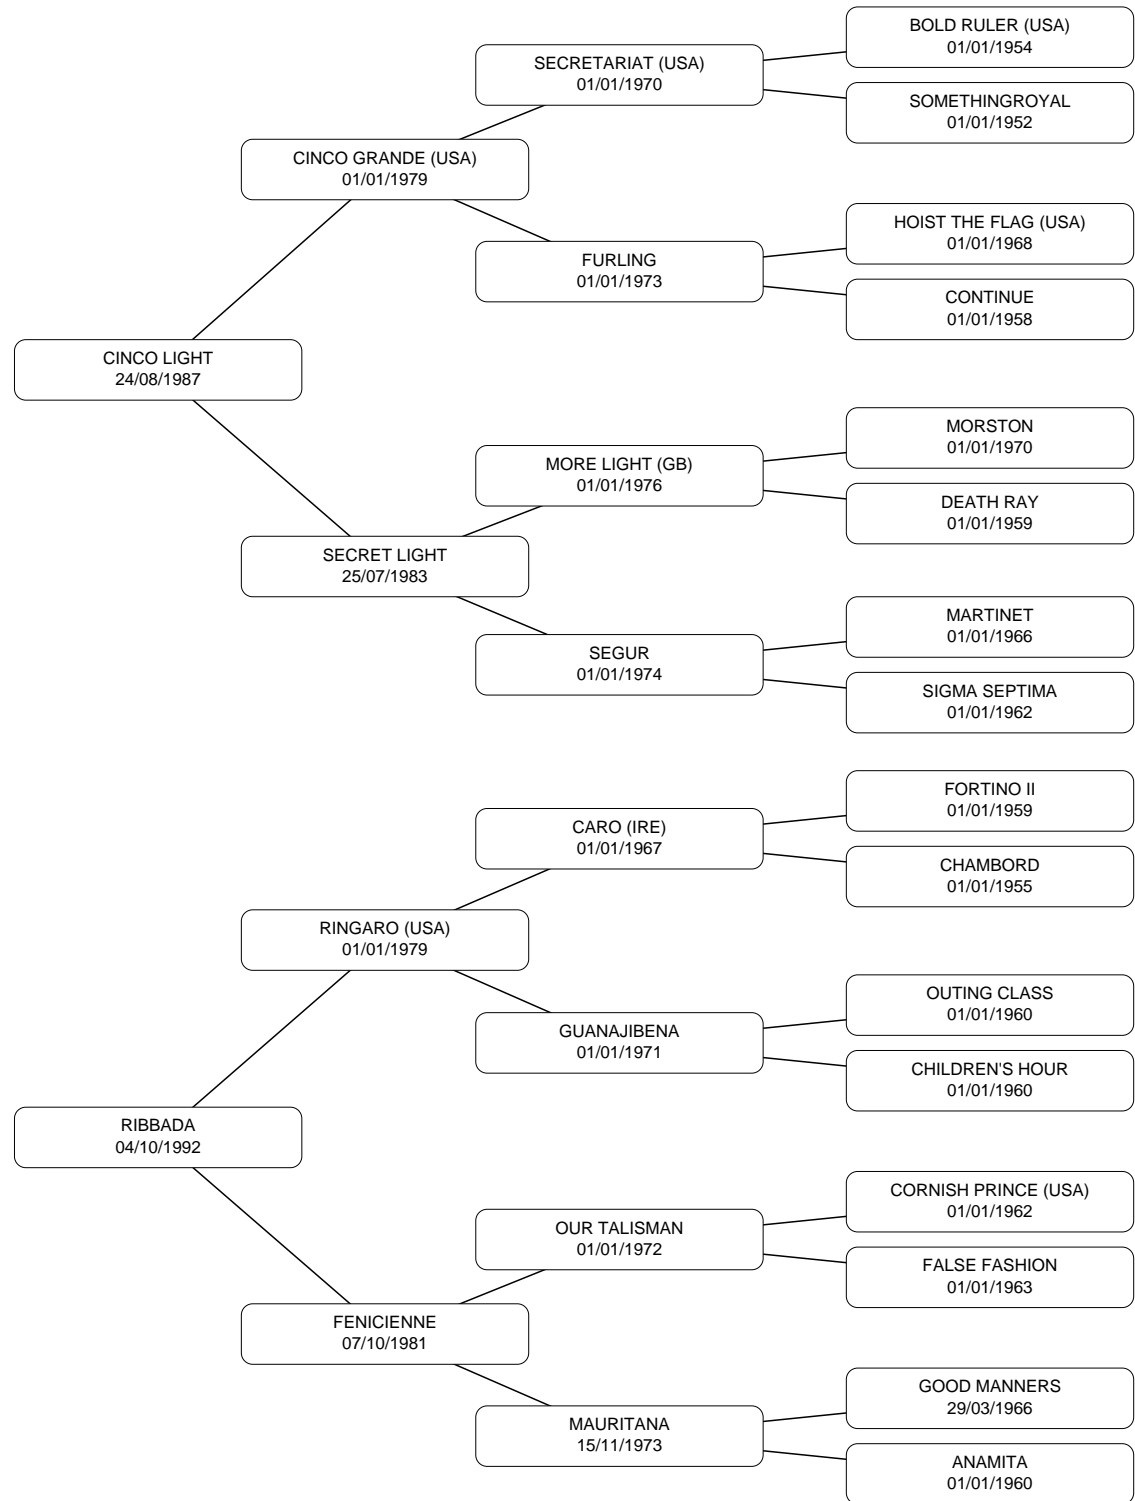 BOLD RULER (USA)
01/01/1954
SECRETARIAT (USA)
01/01/1970
SOMETHINGROYAL
01/01/1952
CINCO GRANDE (USA)
01/01/1979
HOIST THE FLAG (USA)
01/01/1968
FURLING
01/01/1973
CONTINUE
01/01/1958
CINCO LIGHT
24/08/1987
MORSTON
01/01/1970
MORE LIGHT (GB)
01/01/1976
DEATH RAY
01/01/1959
SECRET LIGHT
25/07/1983
MARTINET
01/01/1966
SEGUR
01/01/1974
SIGMA SEPTIMA
01/01/1962
FORTINO II
01/01/1959
CARO (IRE)
01/01/1967
CHAMBORD
01/01/1955
RINGARO (USA)
01/01/1979
OUTING CLASS
01/01/1960
GUANAJIBENA
01/01/1971
CHILDREN'S HOUR
01/01/1960
RIBBADA
04/10/1992
CORNISH PRINCE (USA)
01/01/1962
OUR TALISMAN
01/01/1972
FALSE FASHION
01/01/1963
FENICIENNE
07/10/1981
GOOD MANNERS
29/03/1966
MAURITANA
15/11/1973
ANAMITA
01/01/1960